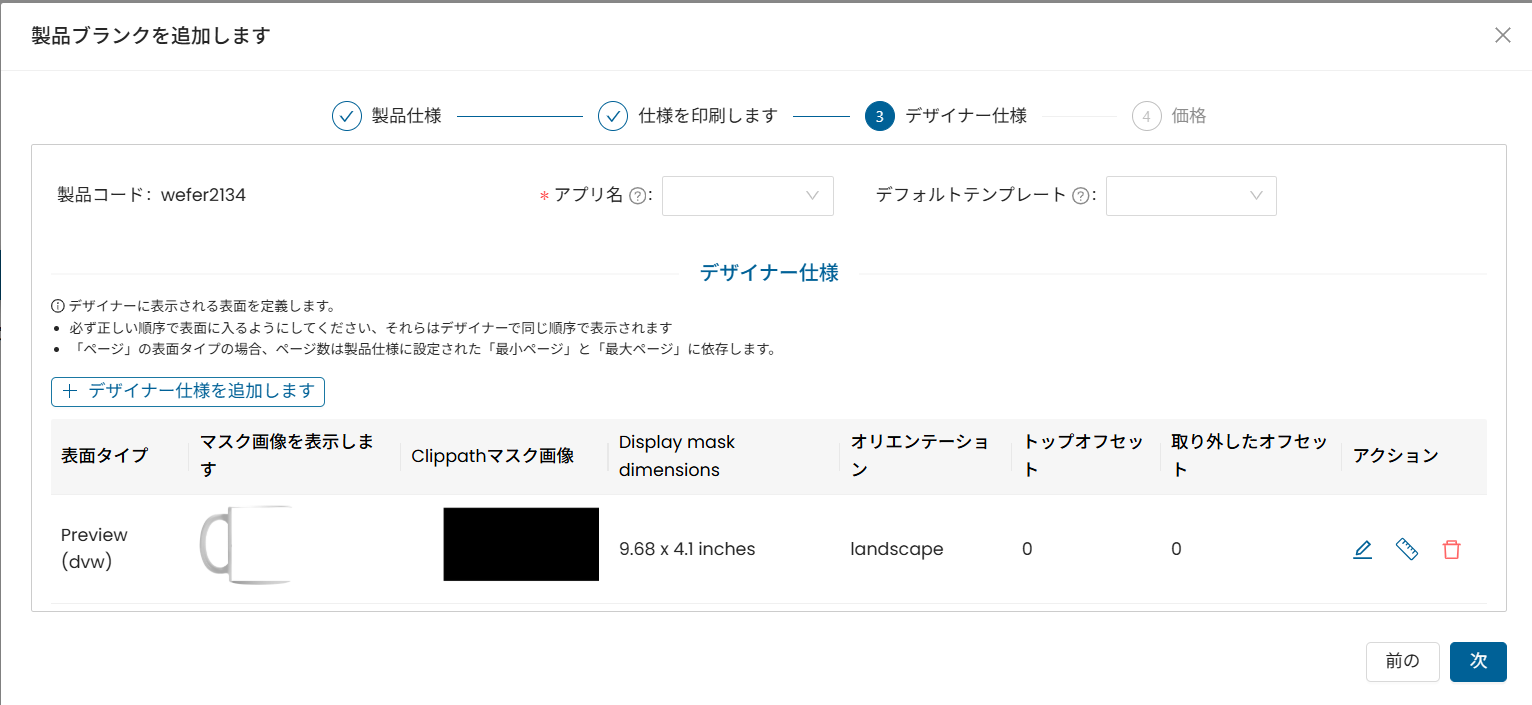 製品ブランクを追加します
製品仕様
仕様を印刷します
3 デザイナー仕様
4 価格
製品コード: wefer2134
* アプリ名 ? :
デフォルトテンプレート ? :
デザイナー仕様
デザイナーに表示される表面を定義します。
• 必ず正しい順序で表面に入るようにしてください、それらはデザイナーで同じ順序で表示されます
• 「ページ」の表面タイプの場合、ページ数は製品仕様に設定された「最小ページ」と「最大ページ」に依存します。
+ デザイナー仕様を追加します
表面タイプ
マスク画像を表示しま
す
Clippathマスク画像
Display mask
dimensions
オリエンテーショ
ン
トップオフセッ
ト
取り外したオフセッ
ト
アクション
Preview
(dvw)
9.68 x 4.1 inches
landscape
0
0
前の
次